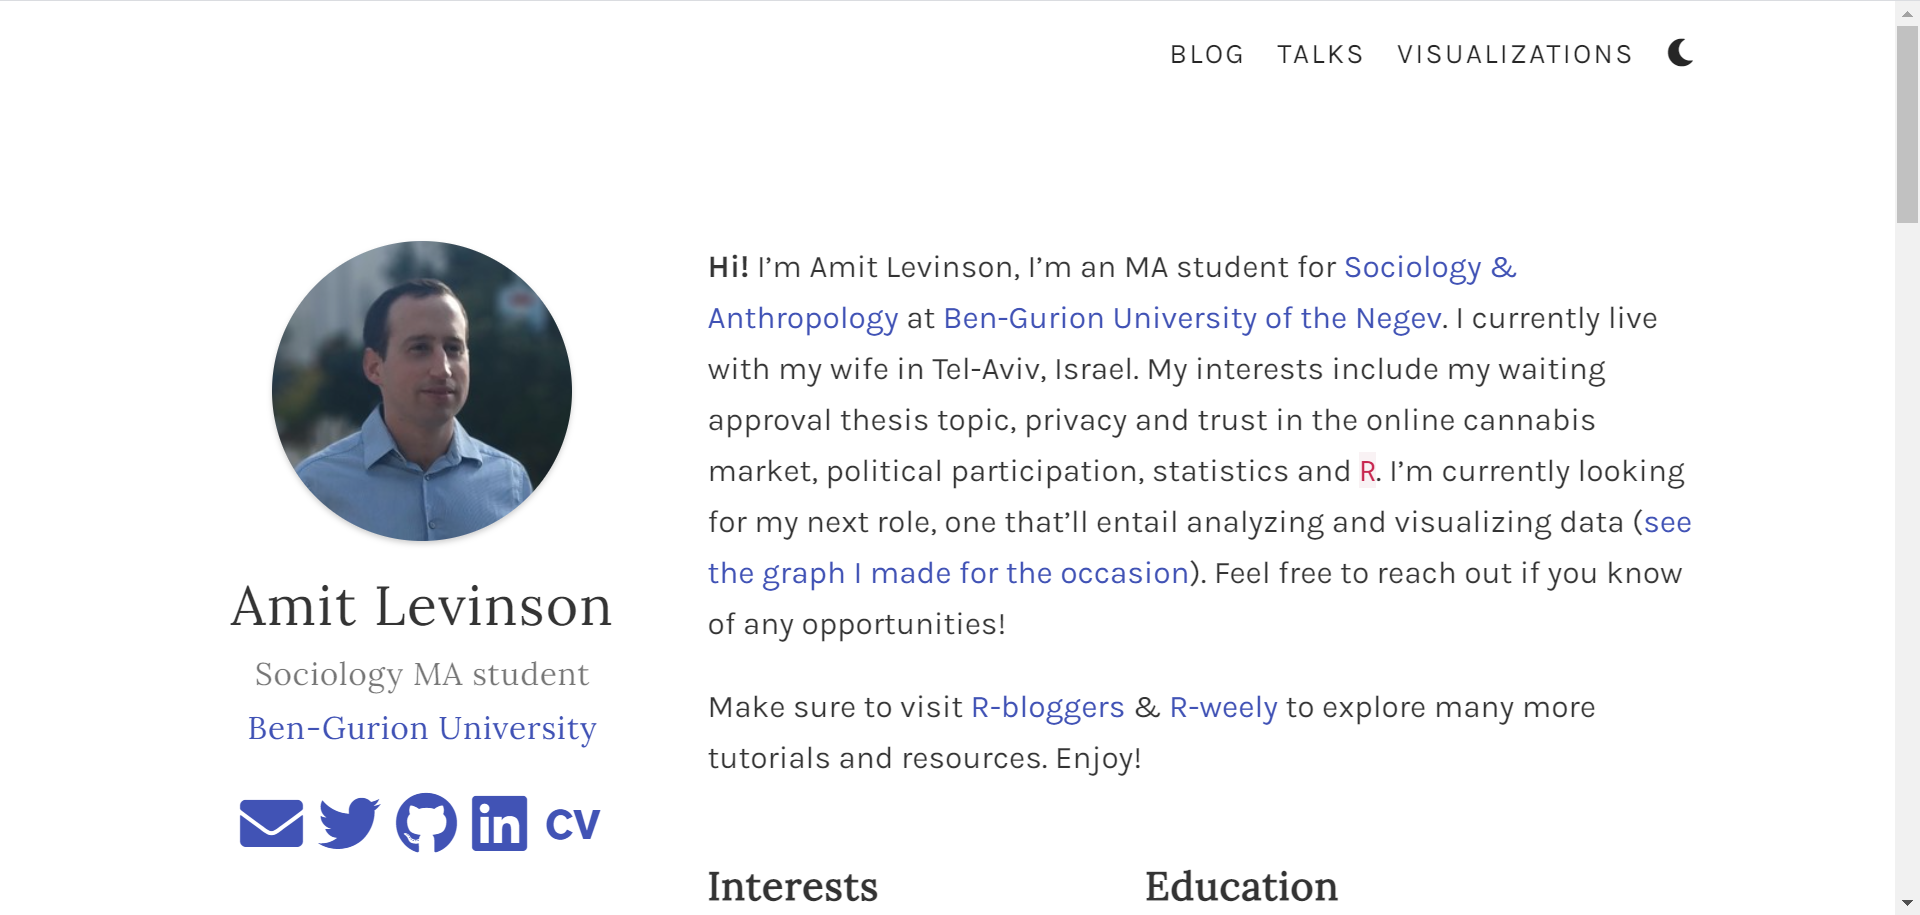 BLOG TALKS VISUALIZATIONS
Amit Levinson
Sociology MA student
Ben-Gurion University
CV
Hi! I’m Amit Levinson, I’m an MA student for Sociology &
Anthropology at Ben-Gurion University of the Negev. I currently live
with my wife in Tel-Aviv, Israel. My interests include my waiting
approval thesis topic, privacy and trust in the online cannabis
market, political participation, statistics and R. I’m currently looking
for my next role, one that’ll entail analyzing and visualizing data (see
the graph I made for the occasion). Feel free to reach out if you know
of any opportunities!
Make sure to visit R-bloggers & R-weely to explore many more
tutorials and resources. Enjoy!
Interests
Education